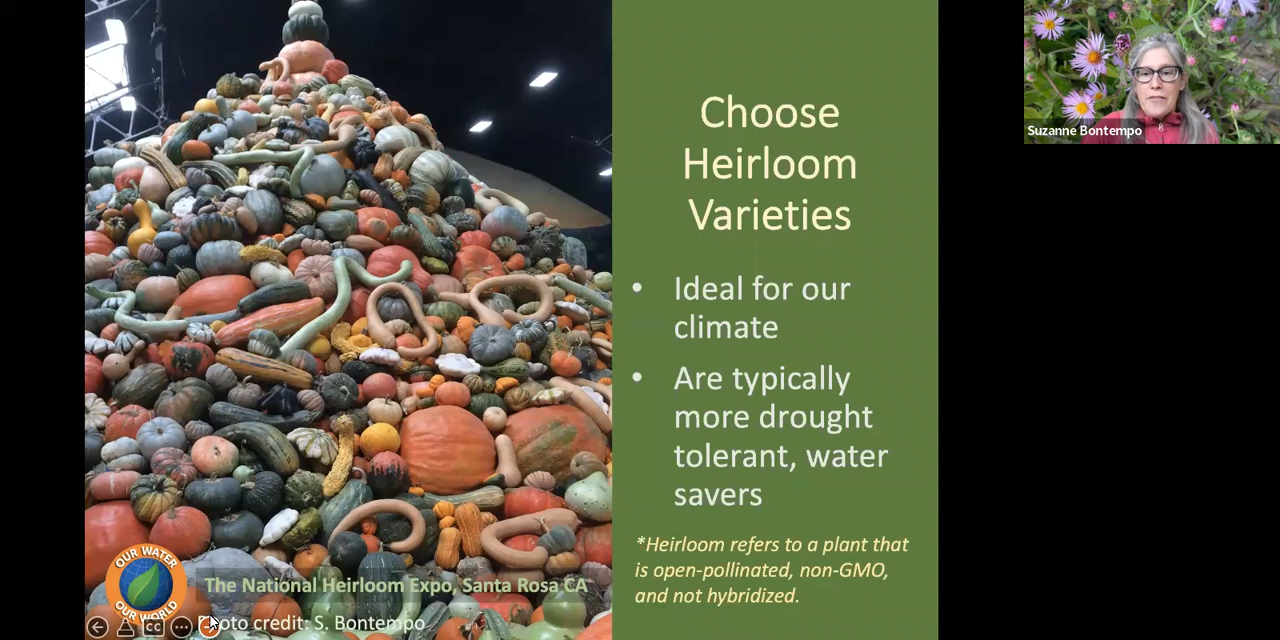 Choose
Heirloom
Varieties
• Ideal for our
climate
• Are typically
more drought
tolerant, water
savers
*Heirloom refers to a plant that
is open-pollinated, non-GMO,
and not hybridized.
OUR WATER
OUR WORLD
The National Heirloom Expo, Santa Rosa CA
Photo credit: S. Bontempo
CC
Suzanne Bontempo